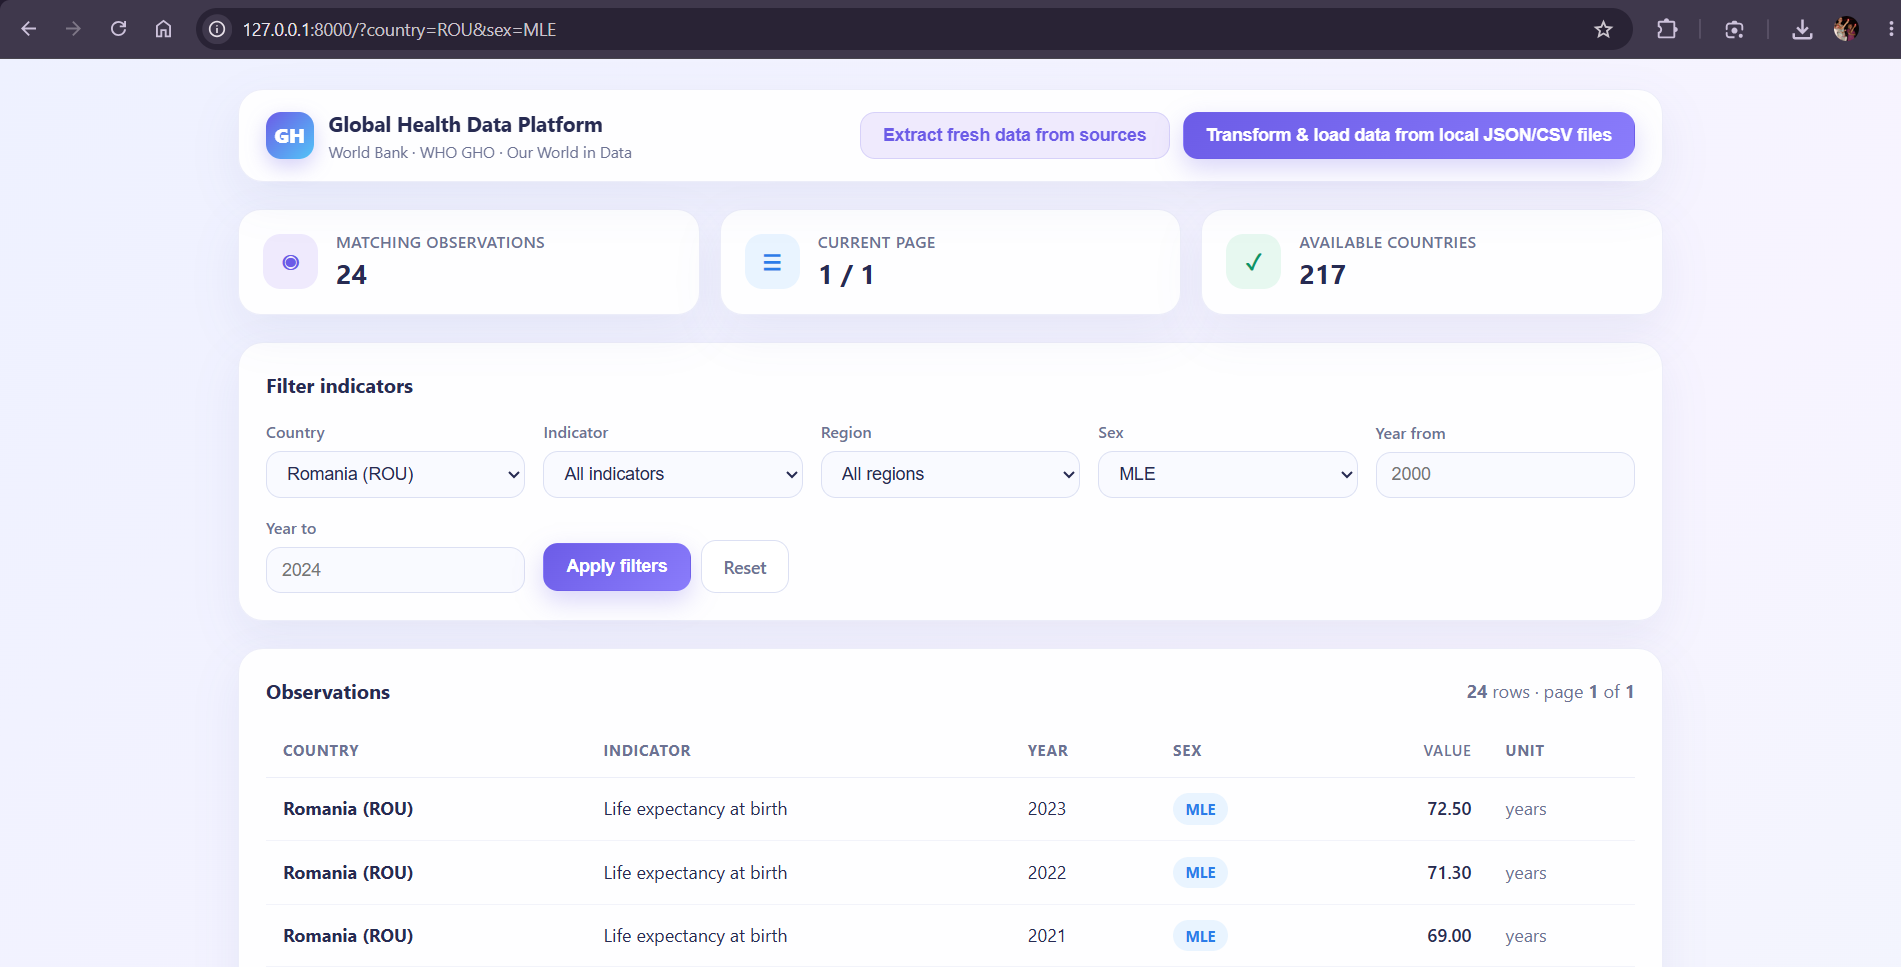 127.0.0.1:8000/?country=ROU&sex=MLE
GH
Global Health Data Platform
World Bank · WHO GHO · Our World in Data
Extract fresh data from sources
Transform & load data from local JSON/CSV files
MATCHING OBSERVATIONS
24
CURRENT PAGE
1 / 1
AVAILABLE COUNTRIES
217
Filter indicators
Country
Indicator
Region
Sex
Year from
Romania (ROU)
All indicators
All regions
MLE
2000
Year to
2024
Apply filters
Reset
Observations
24 rows · page 1 of 1
COUNTRY INDICATOR YEAR SEX VALUE UNIT
Romania (ROU) Life expectancy at birth 2023 MLE 72.50 years
Romania (ROU) Life expectancy at birth 2022 MLE 71.30 years
Romania (ROU) Life expectancy at birth 2021 MLE 69.00 years